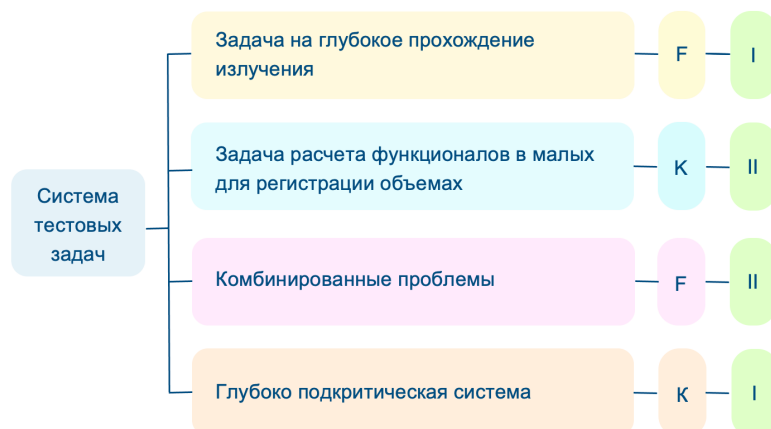 Задача на глубокое прохождение
излучения
F
I
Задача расчета функционалов в малых
для регистрации объемах
K
II
Система
тестовых
задач
Комбинированные проблемы
F
II
Глубоко подкритическая система
К
I